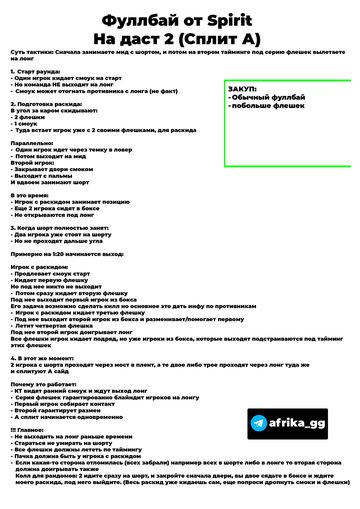 Фуллбай от Spirit
На даст 2 (Сплит А)
Суть тактики: Сначала занимаете мид с шортом, и потом на втором тайминге под серию флешек вылетаете
на лонг
1. Старт раунда:
- Один игрок кидает смоук на старт
- Но команда НЕ выходит на лонг
- Смоук может отогнать противника с лонга (не факт)
ЗАКУП:
- Обычный фуллбай
- побольше флешек
2. Подготовка раскида:
В угол за каром скидывают:
- 2 флешки
- 1 смоук
- Туда встает игрок уже с 2 своими флешками, для раскида
Параллельно:
- Один игрок идет через темку в ловер
- Потом выходит на мид
Второй игрок:
- Закрывает двери смоком
- Выходит с пальмы
И вдвоем занимают шорт
В это время:
- Игрок с раскидом занимает позицию
- Еще 2 игрока сидят в боксе
- Не открываются под лонг
3. Когда шорт полностью занят:
- Два игрока уже стоят на шорту
- Но не проходят дальше угла
Примерно на 1:20 начинается выход:
Игрок с раскидом:
- Продлевает смоук старт
- Кидает первую флешку
Но под нее никто не выходит
- Потом сразу кидает вторую флешку
Под нее выходит первый игрок из бокса
Его задача возможно сделать килл но основное это дать инфу по противникам
- Игрок с раскидом кидает третью флешку
- Под нее выходит второй игрок из бокса и разменивает/помогает первому
- Летит четвертая флешка
Под нее второй игрок доигрывает лонг
Все флешки игрок кидает подряд, но уже игроки из бокса, которые выходят подстраиваются под тайминг
этих флешек
4. В этот же момент:
2 игрока с шорта проходят через мост в плент, а те двое либо трое проходят через лонг туда же
и сплитуют А сайд
Почему это работает:
- КТ видят ранний смоук и ждут выход лонг
- Серия флешек гарантированно блайндит игроков на лонгу
- Первый игрок собирает контакт
- Второй гарантирует размен
- А сплит начинается одновременно
afrika_gg
!!! Главное:
- Не выходить на лонг раньше времени
- Стараться не умирать на шорту
- Все флешки должны лететь по таймингу
- Пачка должна быть у игрока с раскидом
- Если какая-то сторона отломилась (всех забрали) например всех в шорте либо в лонге то вторая сторона
должна доигрывать также
Колл для рандомов: 2 идите сразу на шорт, и закройте сначала двери, вы двое сядьте в боксе и ждите
моего раскида, под него выйдите. (Весь раскид уже кидаешь сам, еще попроси дропнуть смоки и флешки)